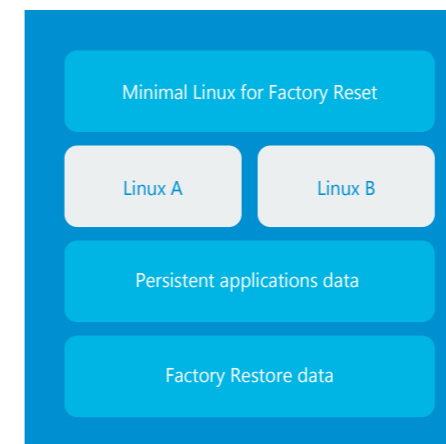 Minimal Linux for Factory Reset
Linux A
Linux B
Persistent applications data
Factory Restore data